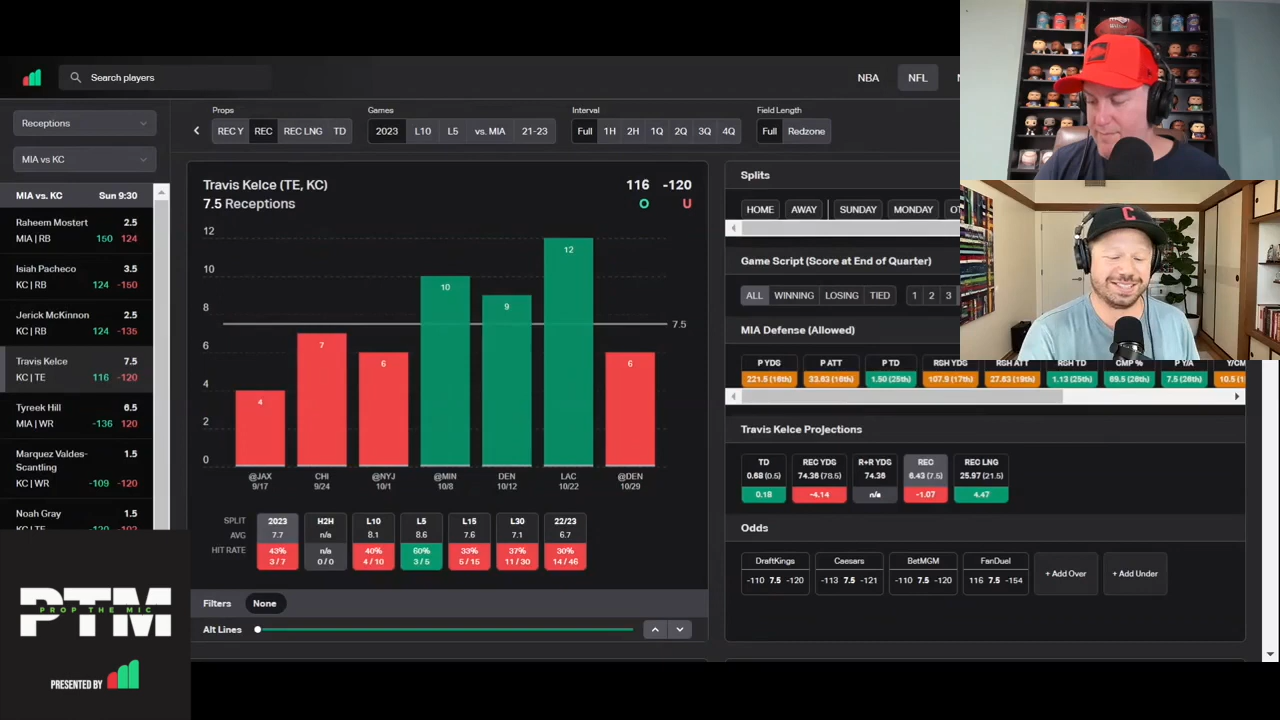 Search players
NBA
NFL
Receptions
MIA vs KC
Props
REC Y
REC
REC LNG
TD
Games
2023
L10
L5
vs. MIA
21-23
Interval
Full
1H
2H
1Q
2Q
3Q
4Q
Field Length
Full
Redzone
MIA vs. KC Sun 9:30
Raheem Mostert 2.5
MIA | RB 150 124
Isiah Pacheco 3.5
KC | RB 124 -150
Jerick McKinnon 2.5
KC | RB 124 -135
Travis Kelce 7.5
KC | TE 116 -120
Tyreek Hill 6.5
MIA | WR -136 120
Marquez Valdes-
Scantling 1.5
KC | WR -109 -120
Noah Gray 1.5
Travis Kelce (TE, KC) 116 -120
7.5 Receptions O U
12
10
8
6
4
2
0
4
7
6
10
9
12
6
7.5
@JAX
9/17
CHI
9/24
@NYJ
10/1
@MIN
10/8
DEN
10/12
LAC
10/22
@DEN
10/29
SPLIT 2023 H2H L10 L5 L15 L30 22/23
AVG 7.7 n/a 8.1 8.6 7.6 7.1 6.7
HIT RATE 43% n/a 40% 60% 33% 37% 30%
3 / 7 0 / 0 4 / 10 3 / 5 5 / 15 11 / 30 14 / 46
Filters None
Alt Lines
Splits
HOME AWAY SUNDAY MONDAY
Game Script (Score at End of Quarter)
ALL WINNING LOSING TIED 1 2 3
MIA Defense (Allowed)
P YDS P ATT P TD RSH YDS RSH ATT RSH TD CMP % P Y/A
221.5 (16th) 33.63 (16th) 1.50 (25th) 107.9 (17th) 27.63 (19th) 1.13 (25th) 69.5 (26th) 7.5 (26th)
Travis Kelce Projections
TD REC YDS R+R YDS REC REC LNG
0.68 (0.5) 74.36 (78.5) 74.36 6.43 (7.5) 25.97 (21.5)
0.18 -4.14 n/a -1.07 4.47
Odds
DraftKings Caesars BetMGM FanDuel
-110 7.5 -120 -113 7.5 -121 -110 7.5 -120 116 7.5 -154
+ Add Over + Add Under
PTM
PROP THE MIC
PRESENTED BY